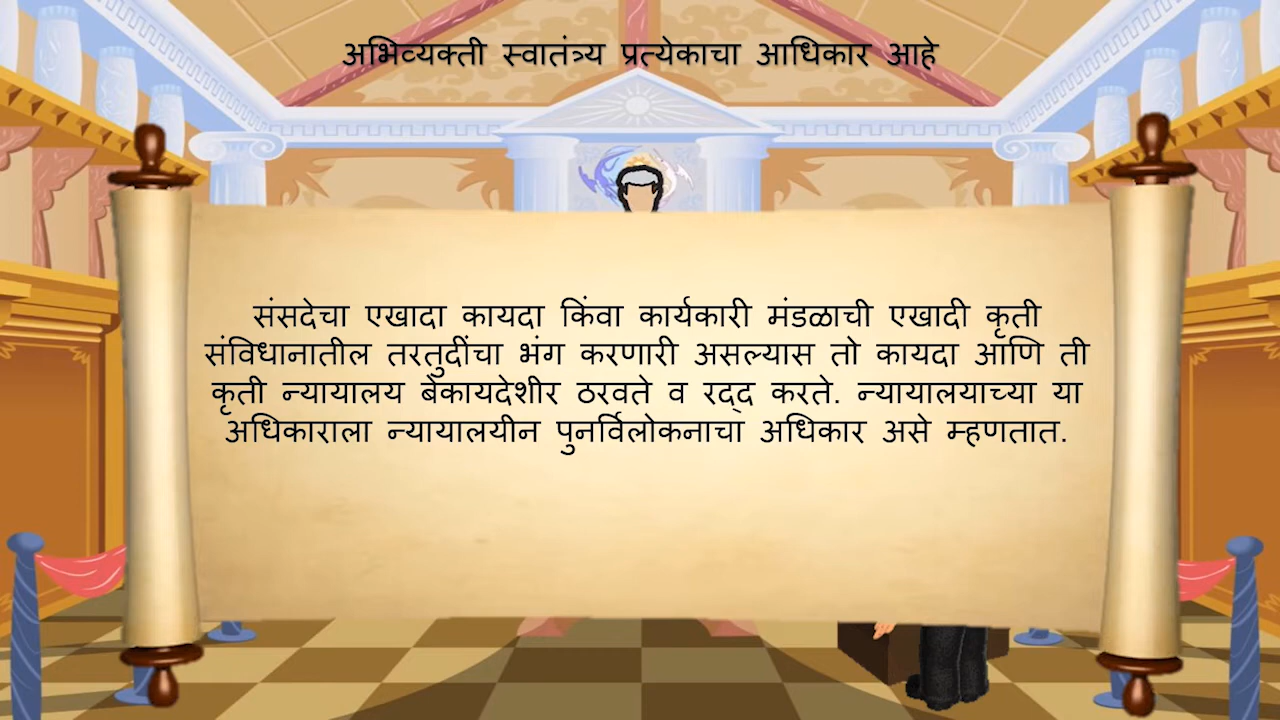 अभिव्यक्ती स्वातंत्र्य प्रत्येकाचा आधिकार आहे
संसदेचा एखादा कायदा किंवा कार्यकारी मंडळाची एखादी कृती
संविधानातील तरतुदींचा भंग करणारी असल्यास तो कायदा आणि ती
कृती न्यायालय बेकायदेशीर ठरवते व रद्द करते. न्यायालयाच्या या
अधिकाराला न्यायालयीन पुनर्विलोकनाचा अधिकार असे म्हणतात.